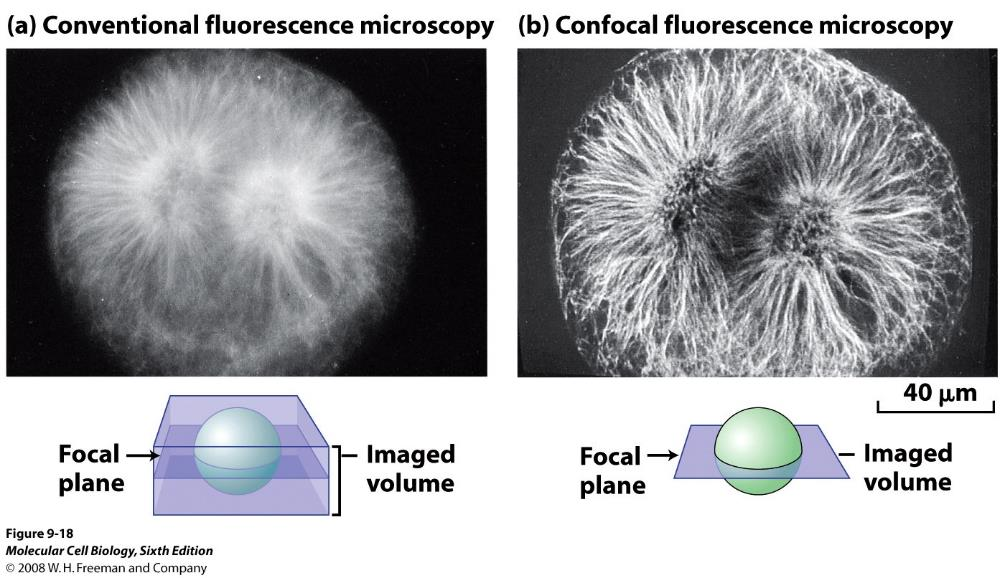 (a) Conventional fluorescence microscopy
(b) Confocal fluorescence microscopy
40 μm
Focal
plane
Imaged
volume
Focal
plane
Imaged
volume
Figure 9-18
Molecular Cell Biology, Sixth Edition
© 2008 W. H. Freeman and Company